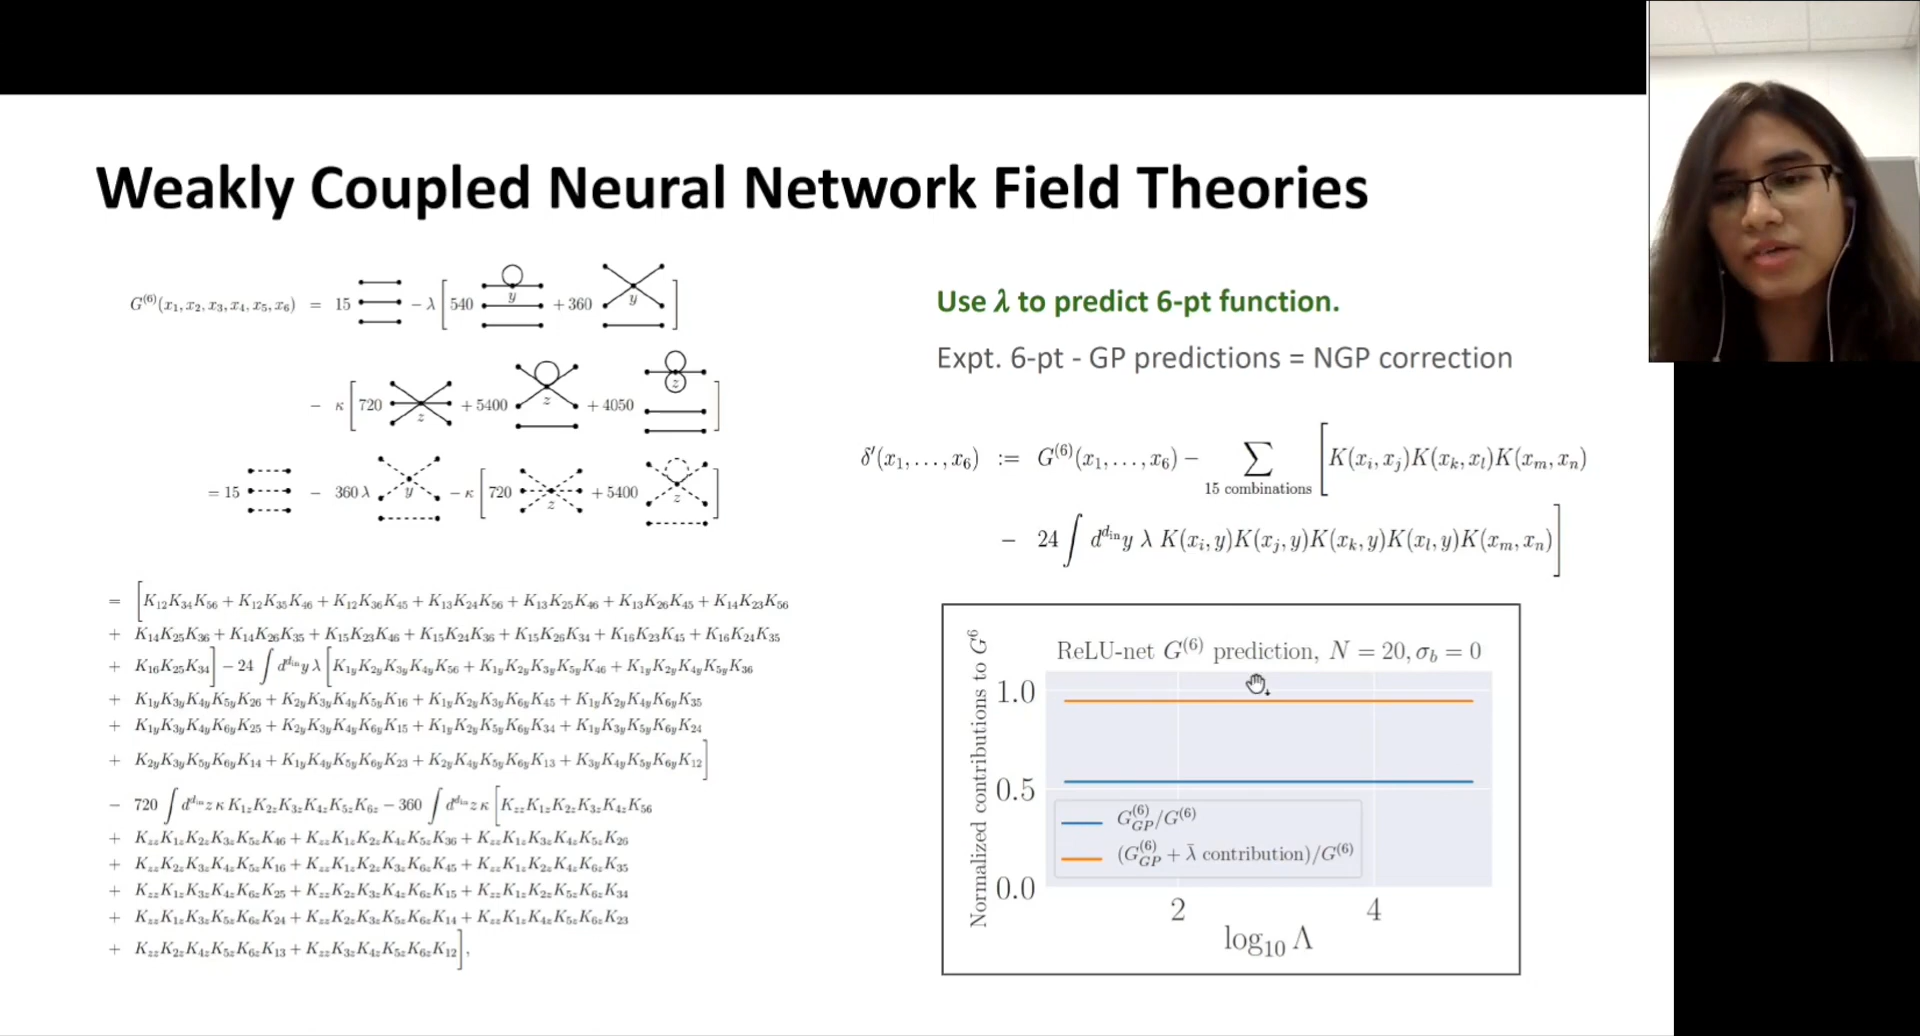 Weakly Coupled Neural Network Field Theories
G^{(6)}(x_1, x_2, x_3, x_4, x_5, x_6) = 15 − λ [ 540 y + 360 y ]
− κ [ 720 z + 5400 z + 4050 z ]
= 15 − 360 λ y − κ [ 720 z + 5400 z ]
= [K_{12}K_{34}K_{56} + K_{12}K_{35}K_{46} + K_{12}K_{36}K_{45} + K_{13}K_{24}K_{56} + K_{13}K_{25}K_{46} + K_{13}K_{26}K_{45} + K_{14}K_{23}K_{56}
+ K_{14}K_{25}K_{36} + K_{14}K_{26}K_{35} + K_{15}K_{23}K_{46} + K_{15}K_{24}K_{36} + K_{15}K_{26}K_{34} + K_{16}K_{23}K_{45} + K_{16}K_{24}K_{35}
+ K_{16}K_{25}K_{34}] − 24 ∫ d^{d_{in}}y λ [K_{1y}K_{2y}K_{3y}K_{4y}K_{56} + K_{1y}K_{2y}K_{3y}K_{5y}K_{46} + K_{1y}K_{2y}K_{4y}K_{5y}K_{36}
+ K_{1y}K_{3y}K_{4y}K_{5y}K_{26} + K_{2y}K_{3y}K_{4y}K_{5y}K_{16} + K_{1y}K_{2y}K_{3y}K_{6y}K_{45} + K_{1y}K_{2y}K_{4y}K_{6y}K_{35}
+ K_{1y}K_{3y}K_{4y}K_{6y}K_{25} + K_{2y}K_{3y}K_{4y}K_{6y}K_{15} + K_{1y}K_{2y}K_{5y}K_{6y}K_{34} + K_{1y}K_{3y}K_{5y}K_{6y}K_{24}
+ K_{2y}K_{3y}K_{5y}K_{6y}K_{14} + K_{1y}K_{4y}K_{5y}K_{6y}K_{23} + K_{2y}K_{4y}K_{5y}K_{6y}K_{13} + K_{3y}K_{4y}K_{5y}K_{6y}K_{12}]
− 720 ∫ d^{d_{in}}z κ K_{1z}K_{2z}K_{3z}K_{4z}K_{5z}K_{6z} − 360 ∫ d^{d_{in}}z κ [K_{zz}K_{1z}K_{2z}K_{3z}K_{4z}K_{56}
+ K_{zz}K_{1z}K_{2z}K_{3z}K_{5z}K_{46} + K_{zz}K_{1z}K_{2z}K_{4z}K_{5z}K_{36} + K_{zz}K_{1z}K_{3z}K_{4z}K_{5z}K_{26}
+ K_{zz}K_{2z}K_{3z}K_{4z}K_{5z}K_{16} + K_{zz}K_{1z}K_{2z}K_{3z}K_{6z}K_{45} + K_{zz}K_{1z}K_{2z}K_{4z}K_{6z}K_{35}
+ K_{zz}K_{1z}K_{3z}K_{4z}K_{6z}K_{25} + K_{zz}K_{2z}K_{3z}K_{4z}K_{6z}K_{15} + K_{zz}K_{1z}K_{2z}K_{5z}K_{6z}K_{34}
+ K_{zz}K_{1z}K_{3z}K_{5z}K_{6z}K_{24} + K_{zz}K_{2z}K_{3z}K_{5z}K_{6z}K_{14} + K_{zz}K_{1z}K_{4z}K_{5z}K_{6z}K_{23}
+ K_{zz}K_{2z}K_{4z}K_{5z}K_{6z}K_{13} + K_{zz}K_{3z}K_{4z}K_{5z}K_{6z}K_{12}],
Use λ to predict 6-pt function.
Expt. 6-pt - GP predictions = NGP correction
δ′(x_1, . . . , x_6) := G^{(6)}(x_1, . . . , x_6) − ∑_{15 combinations} [K(x_i, x_j)K(x_k, x_l)K(x_m, x_n)
− 24 ∫ d^{d_{in}}y λ K(x_i, y)K(x_j, y)K(x_k, y)K(x_l, y)K(x_m, x_n)]
ReLU-net G^{(6)} prediction, N = 20, σ_b = 0
Normalized contributions to G^6
1.0
0.5
0.0
G_{GP}^{(6)}/G^{(6)}
(G_{GP}^{(6)} + λ̄ contribution)/G^{(6)}
2 4
log_{10} Λ